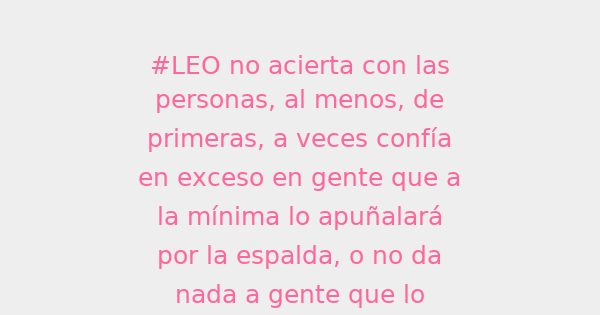 #LEO no acierta con las
personas, al menos, de
primeras, a veces confía
en exceso en gente que a
la mínima lo apuñalará
por la espalda, o no da
nada a gente que lo